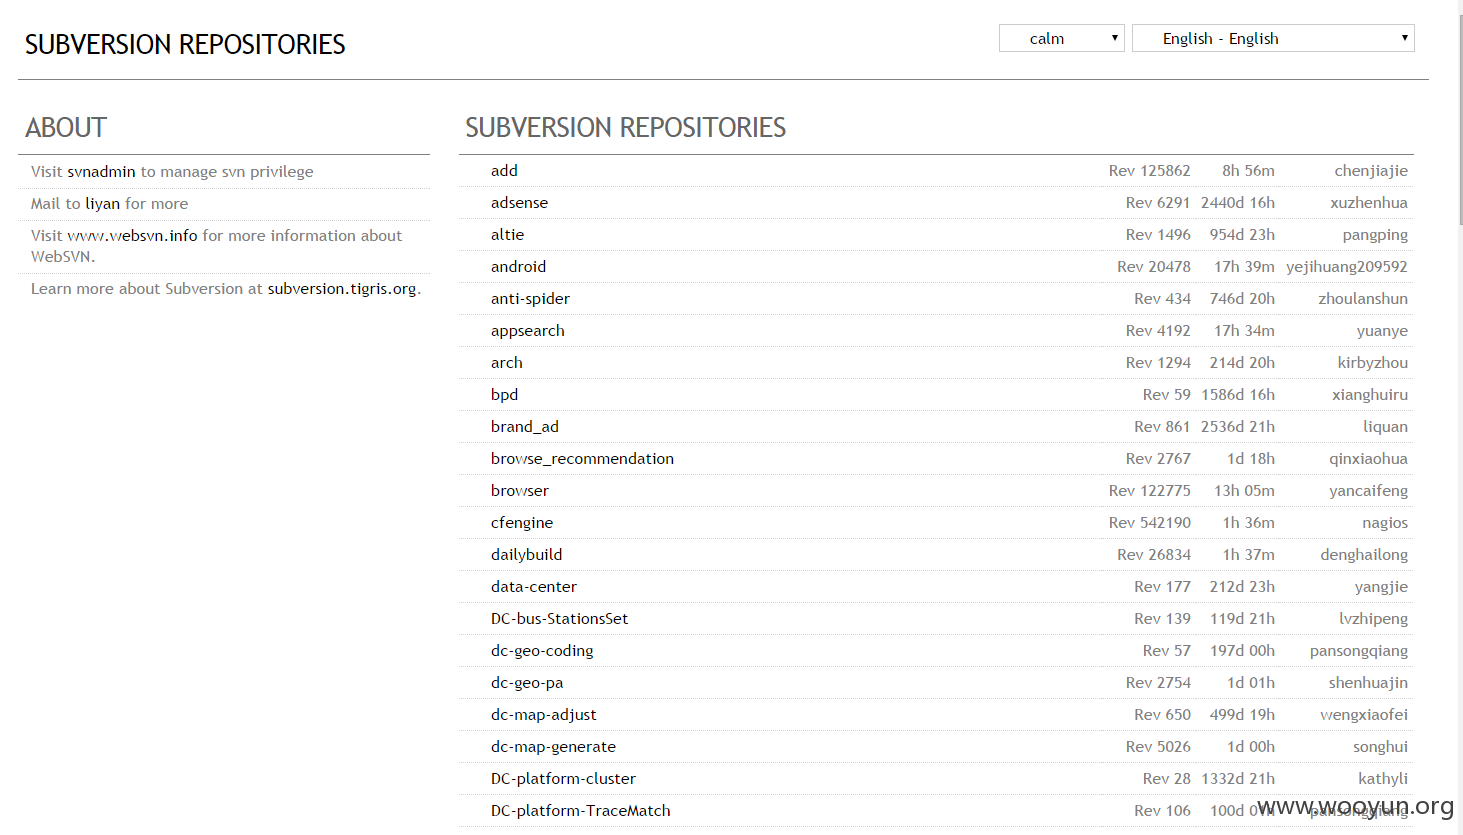 SUBVERSION REPOSITORIES
calm
English - English
ABOUT
Visit svnadmin to manage svn privilege
Mail to liyan for more
Visit www.websvn.info for more information about
WebSVN.
Learn more about Subversion at subversion.tigris.org.
SUBVERSION REPOSITORIES
add Rev 125862 8h 56m chenjiajie
adsense Rev 6291 2440d 16h xuzhenhua
altie Rev 1496 954d 23h pangping
android Rev 20478 17h 39m yejihuang209592
anti-spider Rev 434 746d 20h zhoulanshun
appsearch Rev 4192 17h 34m yuanye
arch Rev 1294 214d 20h kirbyzhou
bpd Rev 59 1586d 16h xianghuiru
brand_ad Rev 861 2536d 21h liquan
browse_recommendation Rev 2767 1d 18h qinxiaohua
browser Rev 122775 13h 05m yancaifeng
cfengine Rev 542190 1h 36m nagios
dailybuild Rev 26834 1h 37m denghailong
data-center Rev 177 212d 23h yangjie
DC-bus-StationsSet Rev 139 119d 21h lvzhipeng
dc-geo-coding Rev 57 197d 00h pansongqiang
dc-geo-pa Rev 2754 1d 01h shenhuajin
dc-map-adjust Rev 650 499d 19h wengxiaofei
dc-map-generate Rev 5026 1d 00h songhui
DC-platform-cluster Rev 28 1332d 21h kathyli
DC-platform-TraceMatch Rev 106 100d 01h pansongqiang
www.wooyun.org